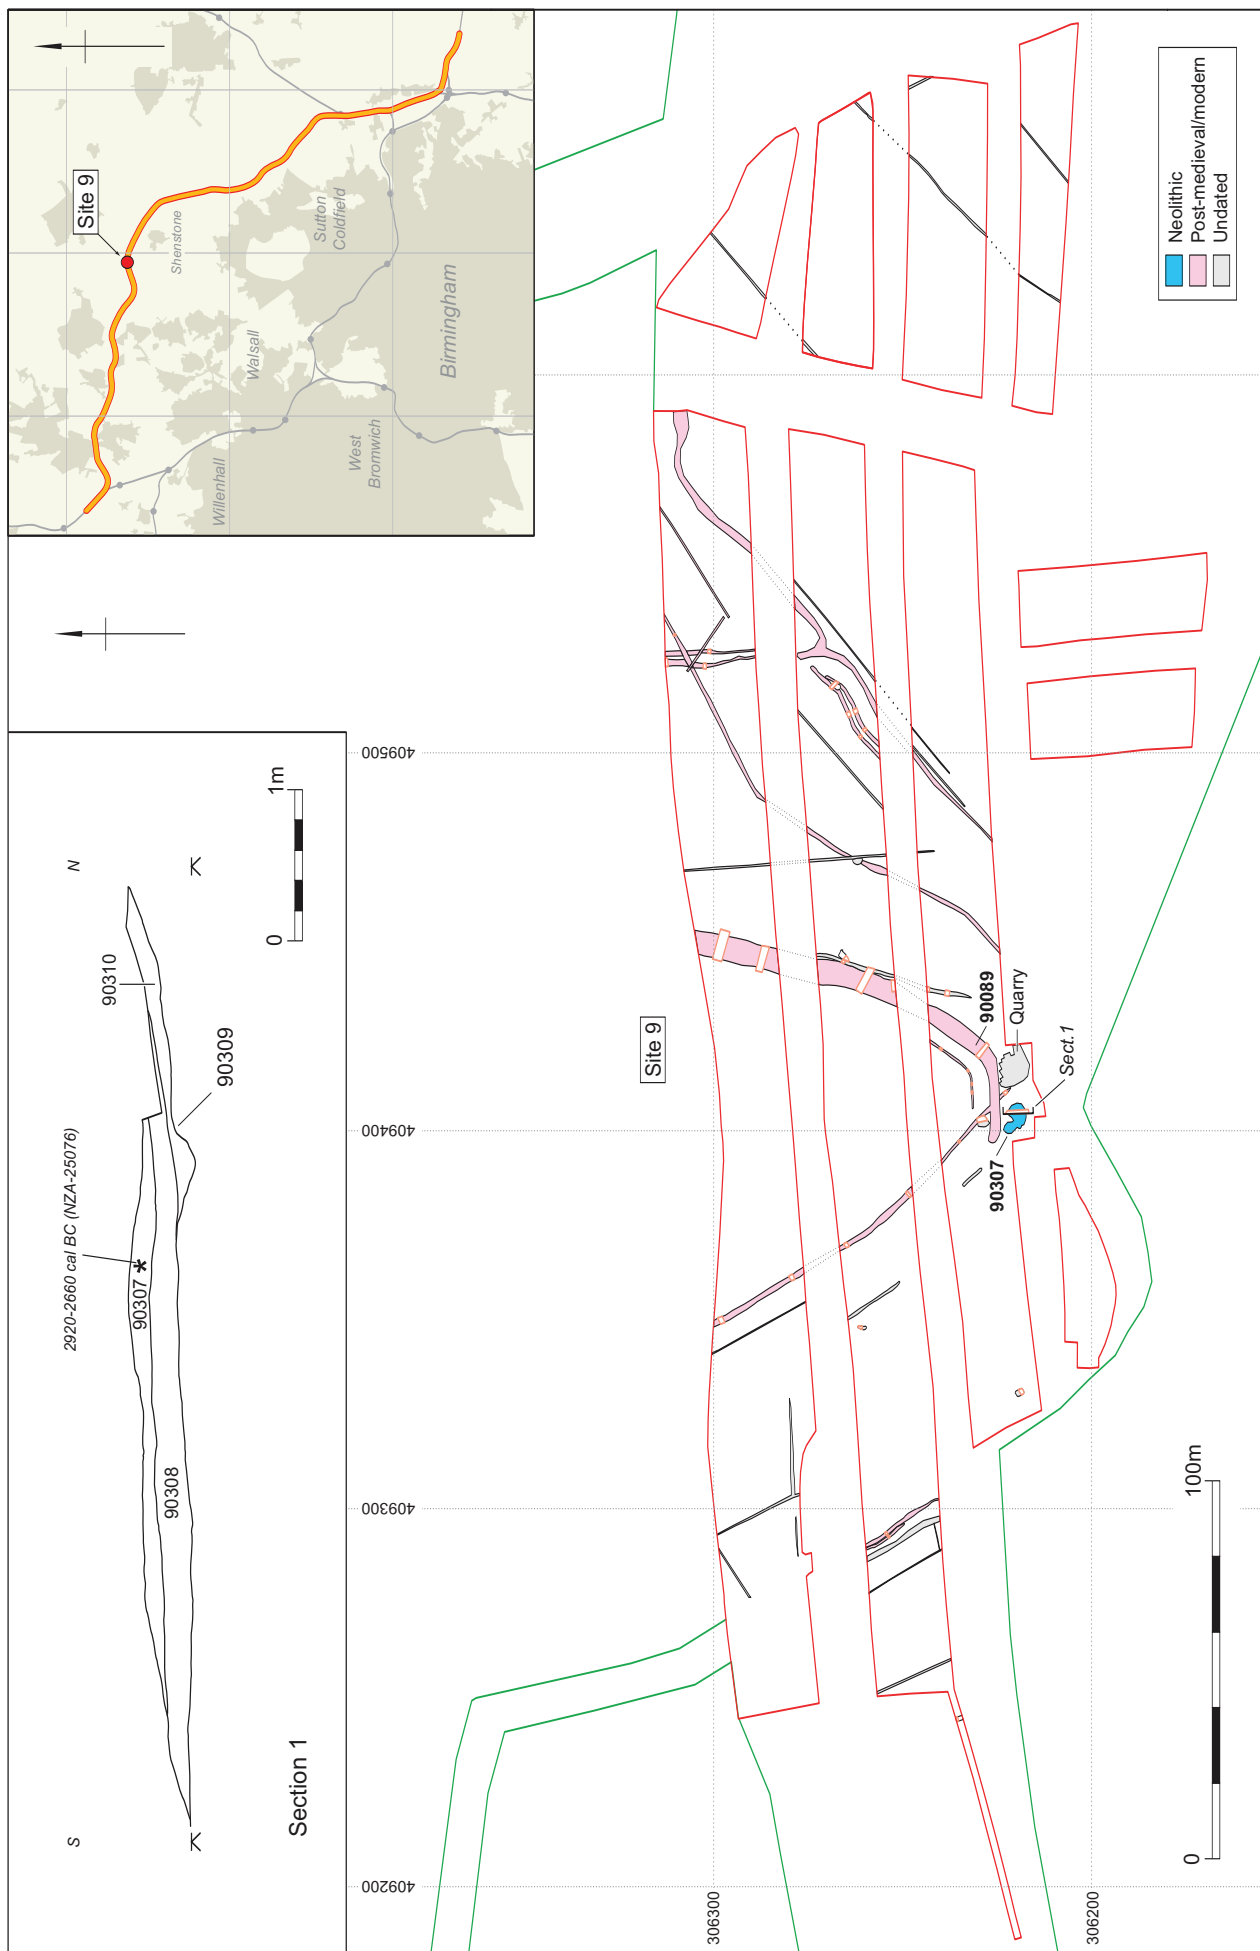 S
N
2920-2660 cal BC (NZA-25076)
90307
*
90310
90308
90309
Section 1
0
1m
Site 9
Shenstone
Willenhall
Walsall
Sutton
Coldfield
West
Bromwich
Birmingham
409200
409300
409400
409500
306300
306200
Site 9
90089
Quarry
90307
Sect.1
0
100m
Neolithic
Post-medieval/modern
Undated